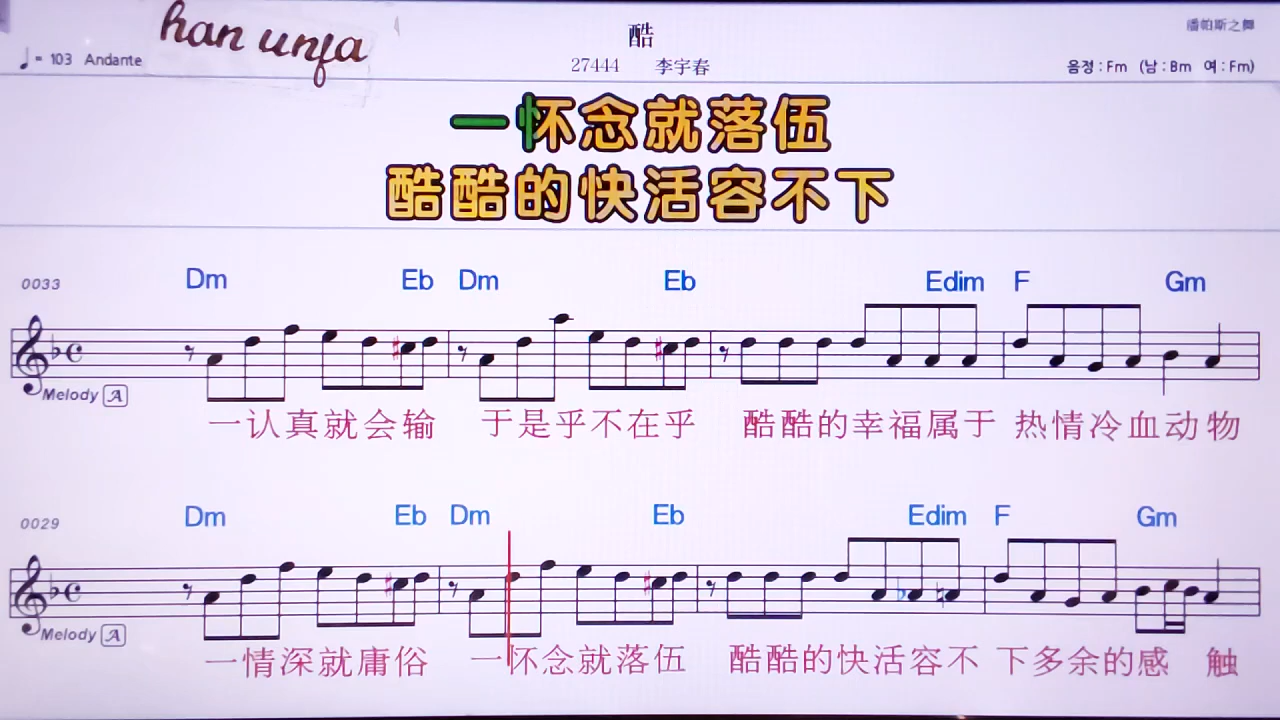 han unfa
酷
潘帕斯之舞
♩ = 103 Andante
27444 李宇春
음정 : Fm (남 : Bm 여 : Fm)
一怀念就落伍
酷酷的快活容不下
0033 Dm Eb Dm Eb Edim F Gm
Melody A
一认真就会输 于是乎不在乎 酷酷的幸福属于 热情冷血动物
0029 Dm Eb Dm Eb Edim F Gm
Melody A
一情深就庸俗 一怀念就落伍 酷酷的快活容不 下多余的感 触